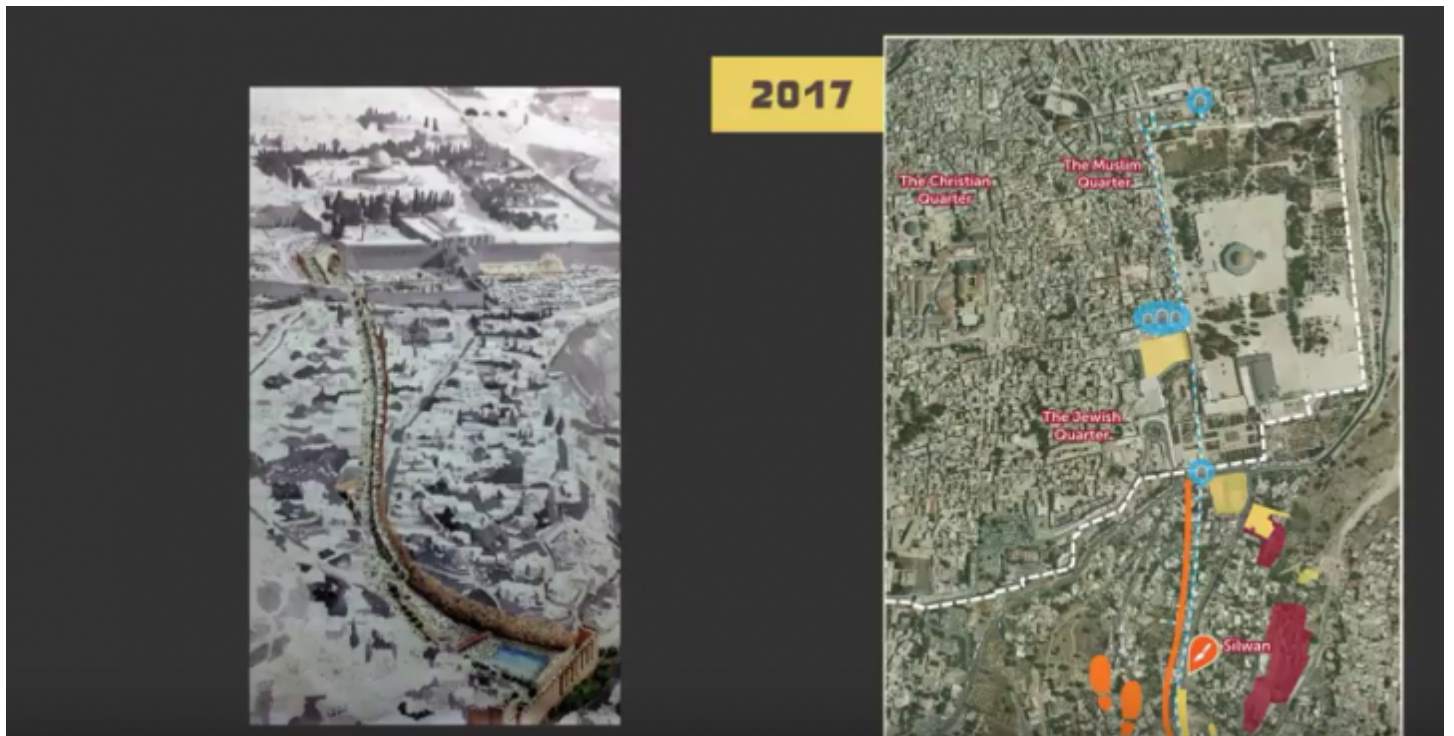 2017
The Muslim
Quarter
The Christian
Quarter
The Jewish
Quarter
Silwan